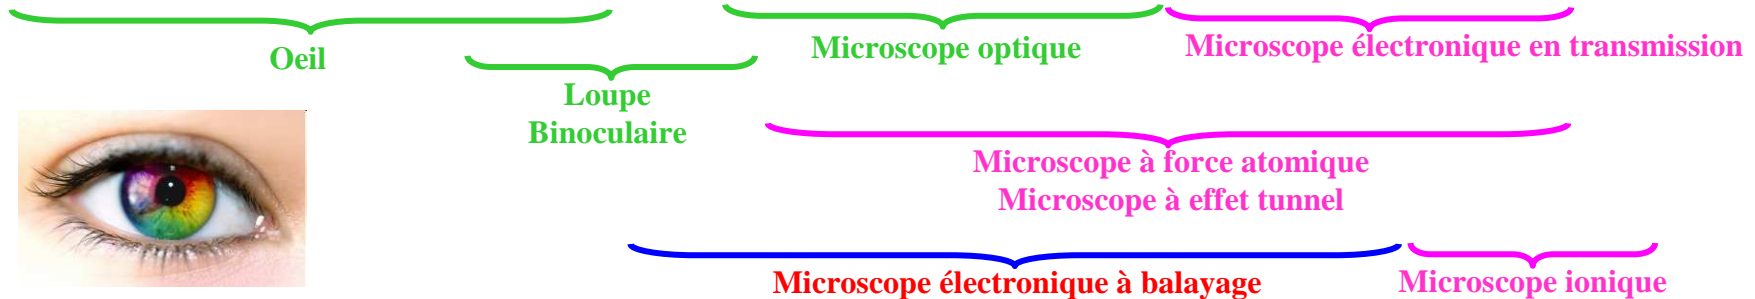 Oeil
Microscope optique
Microscope électronique en transmission
Loupe
Binoculaire
Microscope à force atomique
Microscope à effet tunnel
Microscope électronique à balayage
Microscope ionique